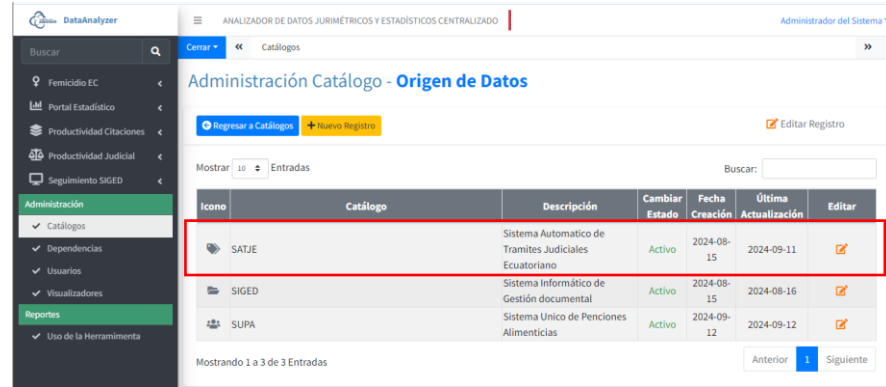 DataAnalyzer
ANALIZADOR DE DATOS JURIMÉTRICOS Y ESTADÍSTICOS CENTRALIZADO
Administrador del Sistema
Buscar
Cerrar
Catálogos
Femicidio EC
Portal Estadístico
Productividad Citaciones
Productividad Judicial
Seguimiento SIGED
Administración
Catálogos
Dependencias
Usuarios
Visualizadores
Reportes
Uso de la Herramimenta
Administración Catálogo - Origen de Datos
Regresar a Catálogos
Nuevo Registro
Editar Registro
Mostrar 10 Entradas
Buscar:
Icono Catálogo Descripción Cambiar Estado Fecha Creación Última Actualización Editar
SATJE Sistema Automatico de Tramites Judiciales Ecuatoriano Activo 2024-08-15 2024-09-11
SIGED Sistema Informático de Gestión documental Activo 2024-08-15 2024-08-16
SUPA Sistema Unico de Penciones Alimenticias Activo 2024-09-12 2024-09-12
Mostrando 1 a 3 de 3 Entradas
Anterior 1 Siguiente